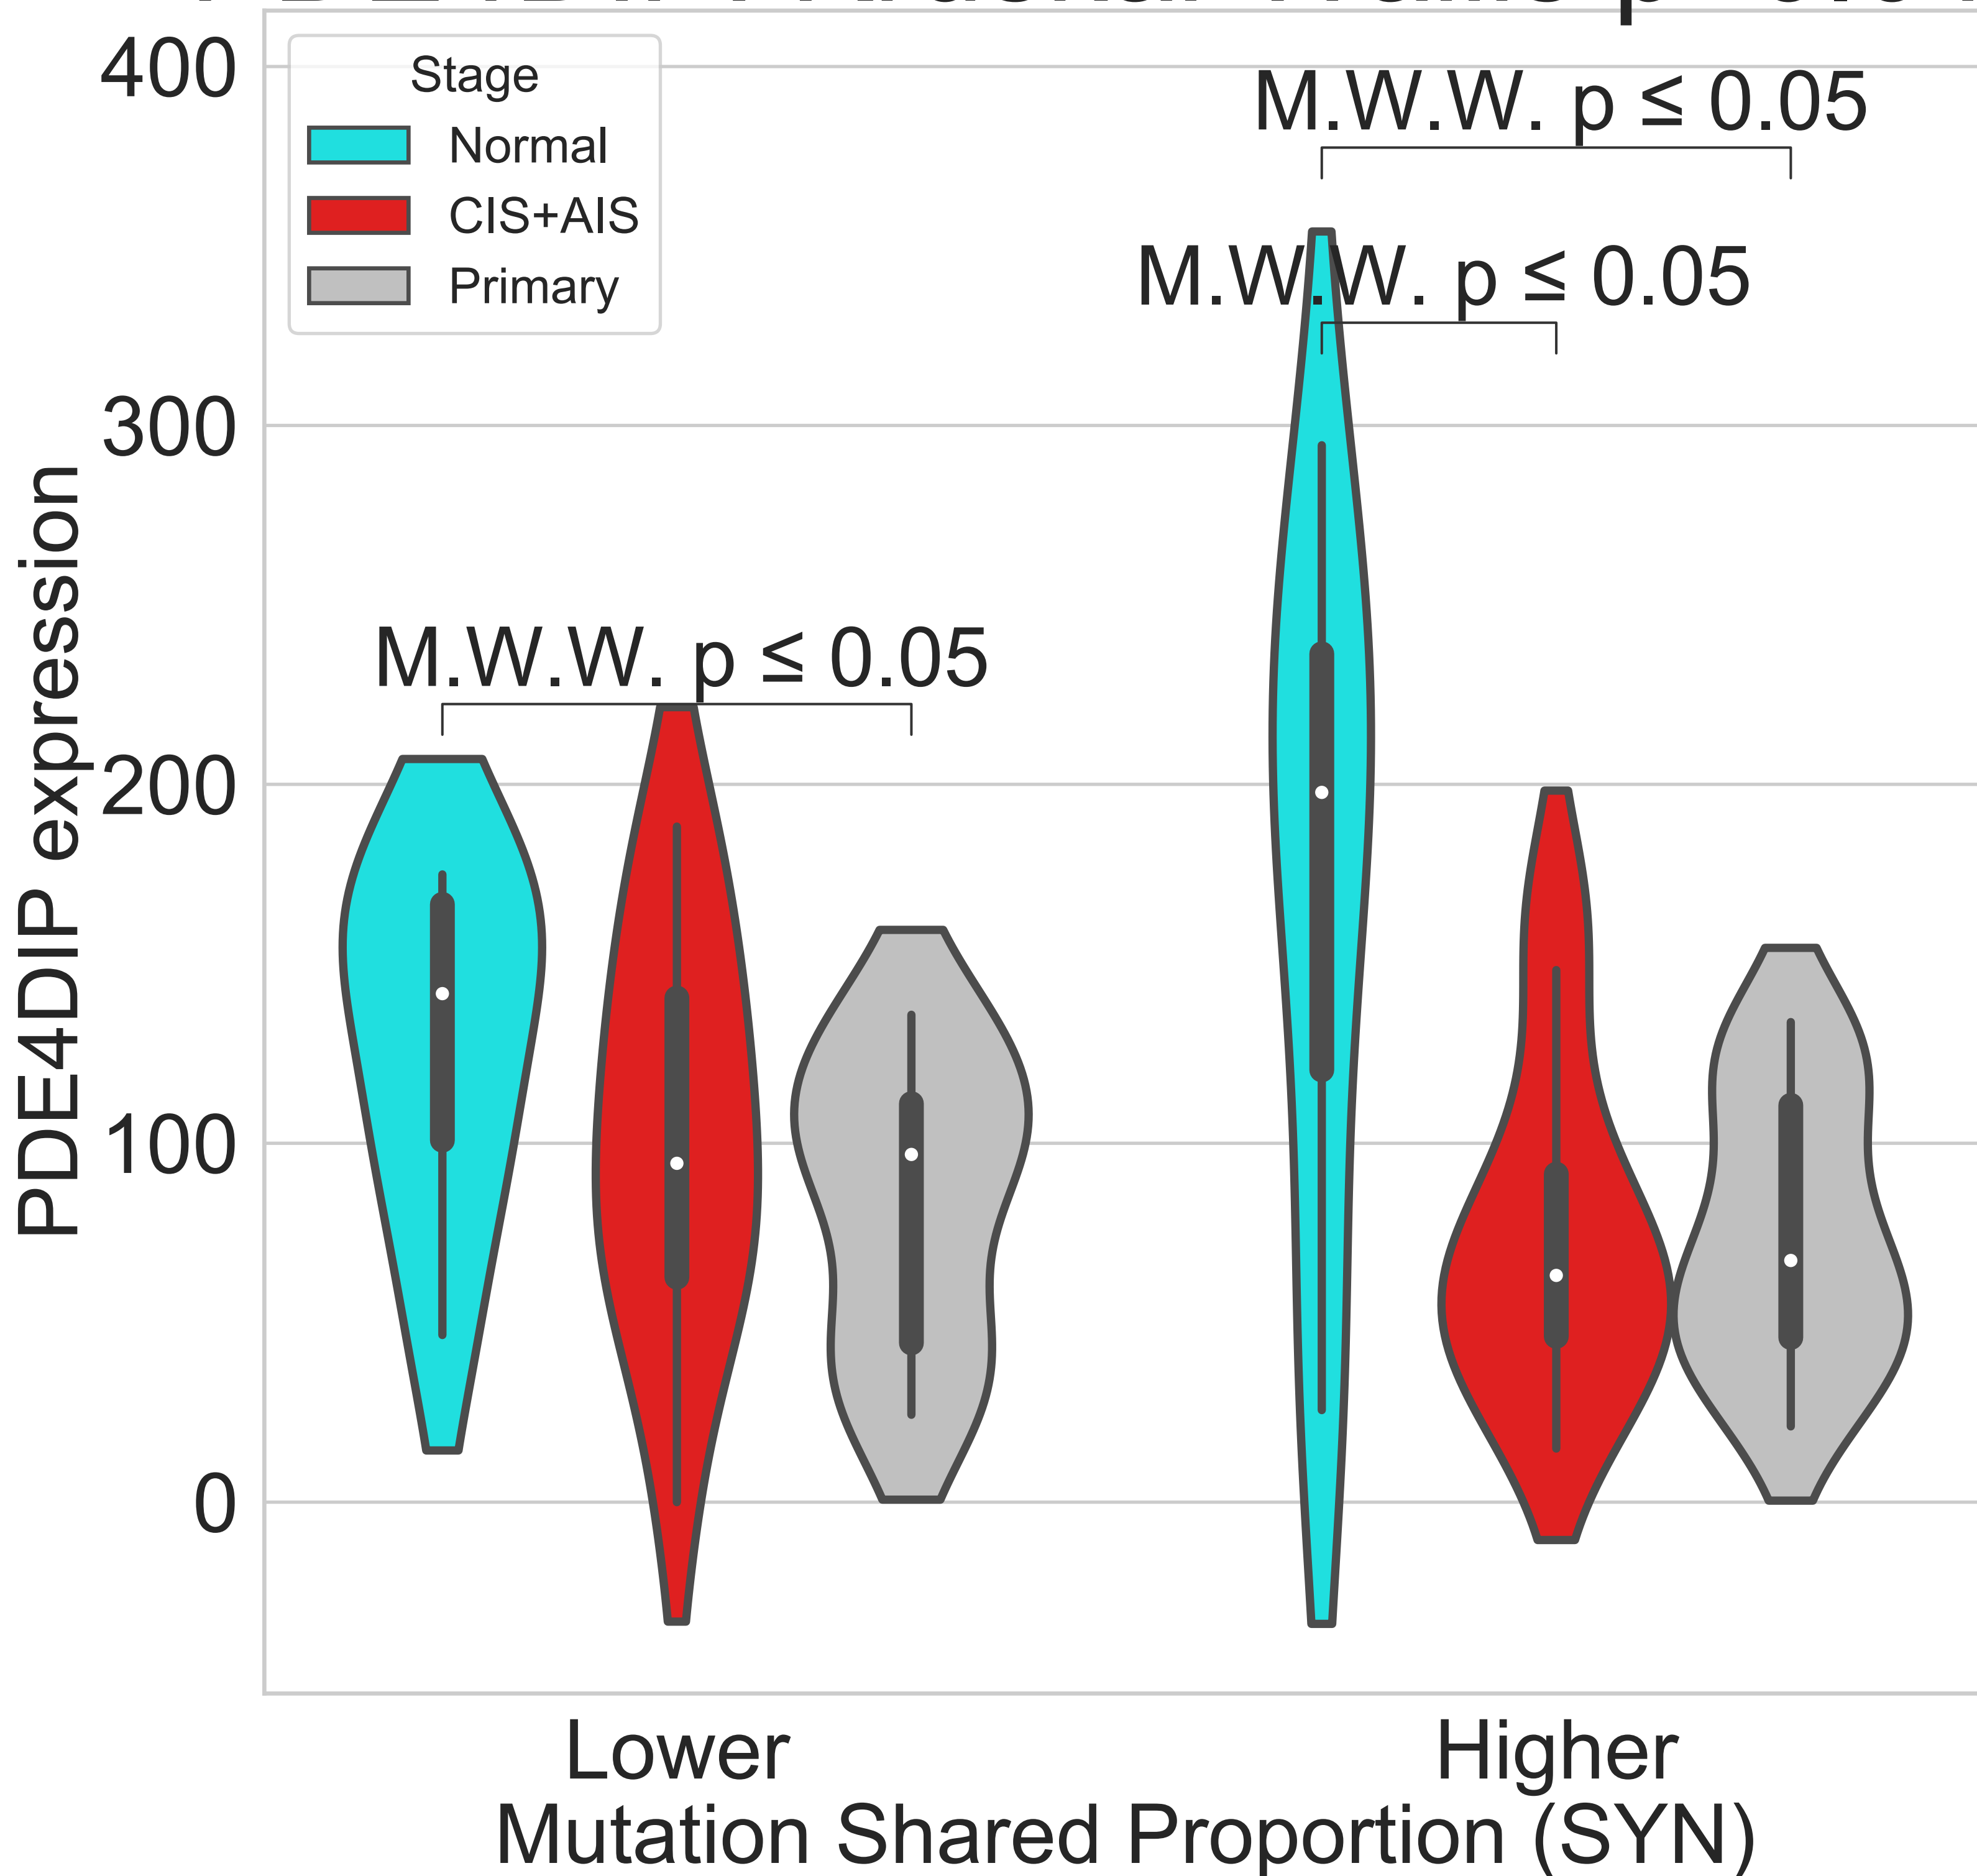 400
300
200
100
0
PDE4DIP expression
Stage
Normal
CIS+AIS
Primary
M.W.W. p ≤ 0.05
M.W.W. p ≤ 0.05
M.W.W. p ≤ 0.05
Lower
Higher
Mutation Shared Proportion (SYN)